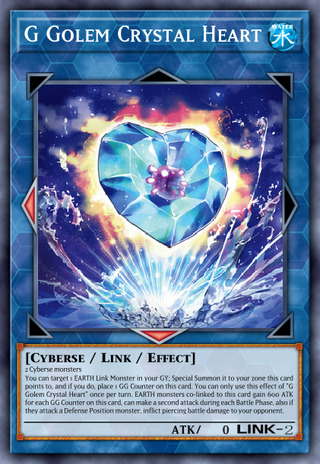 G Golem Crystal Heart
WATER
水
[Cyberse / Link / Effect]
2 Cyberse monsters
You can target 1 EARTH Link Monster in your GY; Special Summon it to your zone this card
points to, and if you do, place 1 GG Counter on this card. You can only use this effect of "G
Golem Crystal Heart" once per turn. EARTH monsters co-linked to this card gain 600 ATK
for each GG Counter on this card, can make a second attack during each Battle Phase, also if
they attack a Defense Position monster, inflict piercing battle damage to your opponent.
ATK/ 0 LINK-2